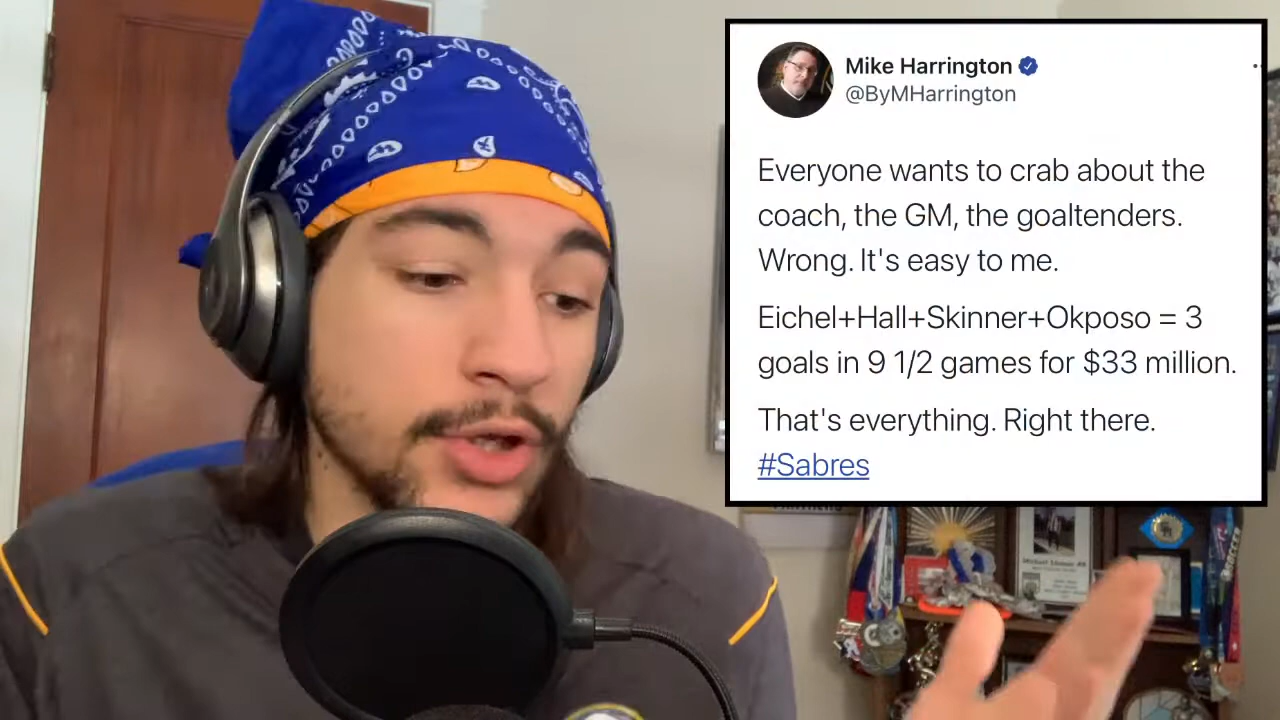 Mike Harrington
@ByMHarrington
Everyone wants to crab about the
coach, the GM, the goaltenders.
Wrong. It's easy to me.
Eichel+Hall+Skinner+Okposo = 3
goals in 9 1/2 games for $33 million.
That's everything. Right there.
#Sabres